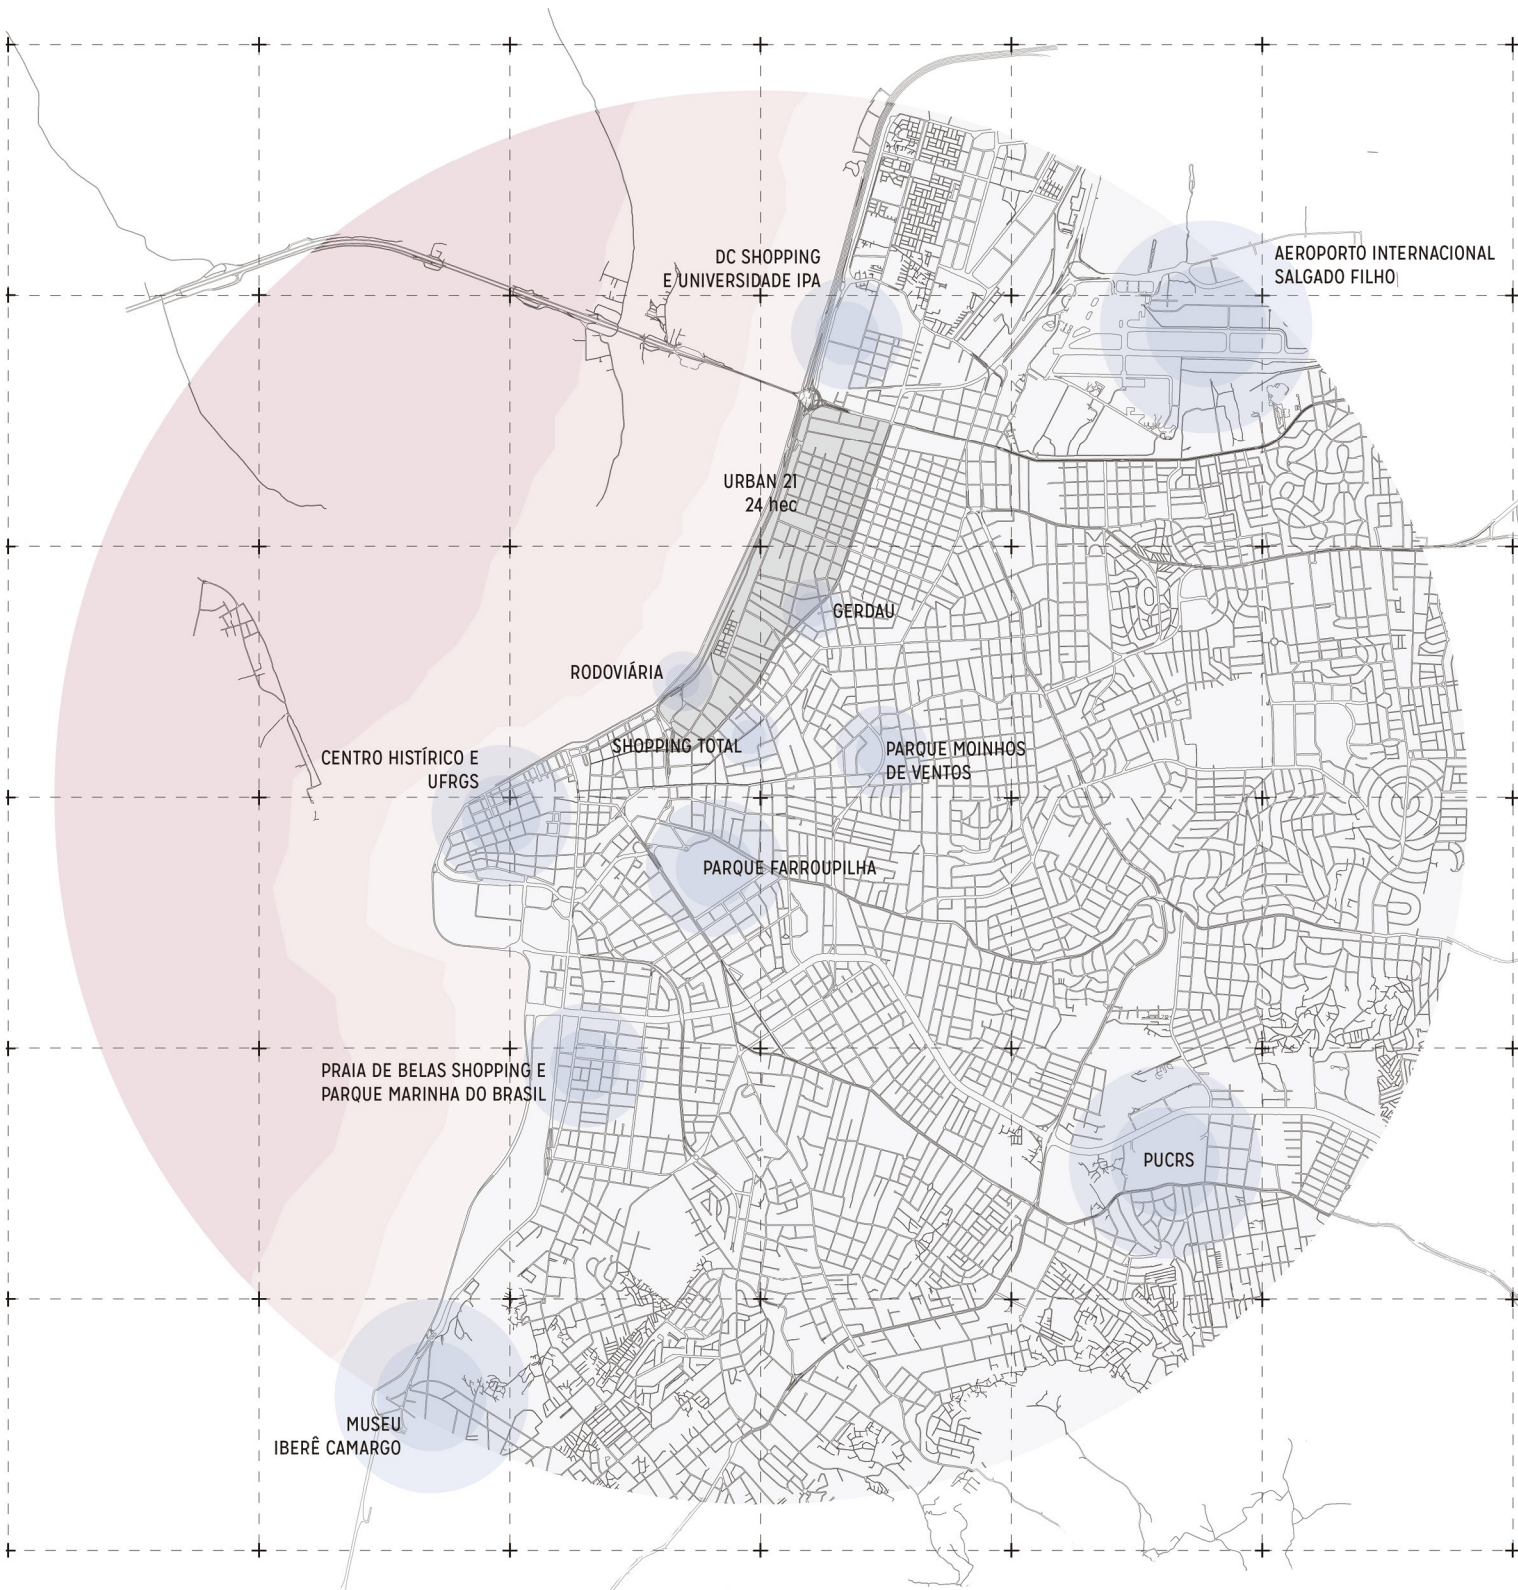 DC SHOPPING
E UNIVERSIDADE IPA
AEROPORTO INTERNACIONAL
SALGADO FILHO
URBAN 21
24 hec
GERDAU
RODOVIÁRIA
SHOPPING TOTAL
PARQUE MOINHOS
DE VENTOS
CENTRO HISTÍRICO E
UFRGS
PARQUE FARROUPILHA
PRAIA DE BELAS SHOPPING E
PARQUE MARINHA DO BRASIL
PUCRS
MUSEU
IBERÊ CAMARGO